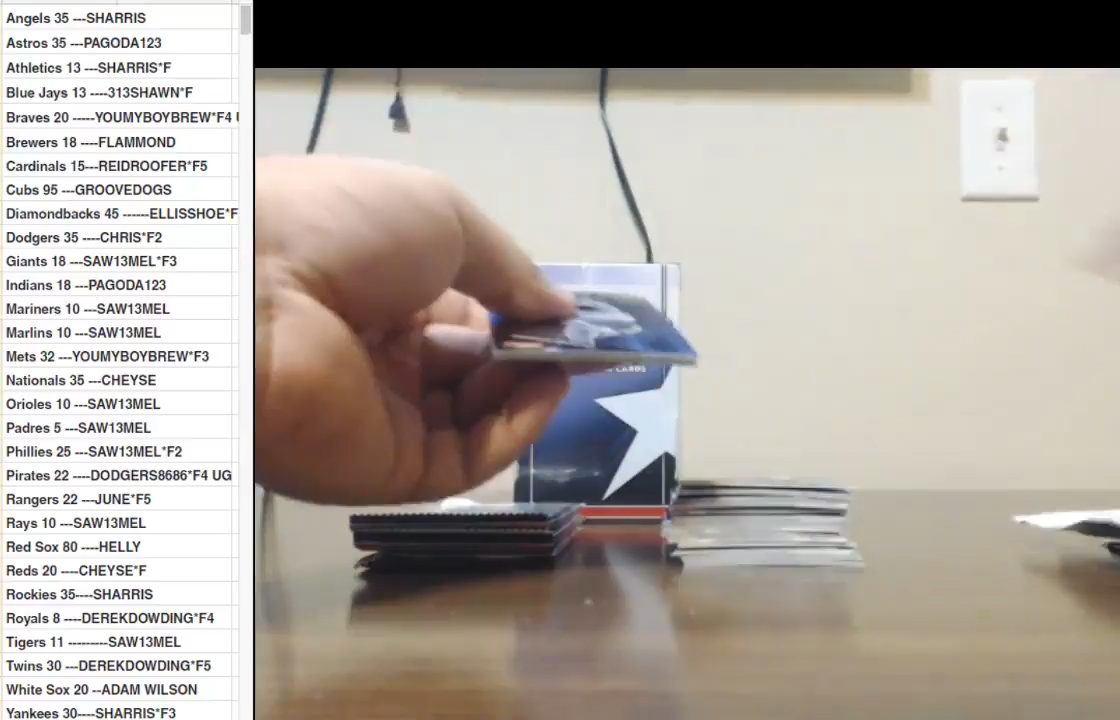 Angels 35 ---SHARRIS
Astros 35 ---PAGODA123
Athletics 13 ---SHARRIS*F
Blue Jays 13 ----313SHAWN*F
Braves 20 -----YOUMYBOYBREW*F4
Brewers 18 ----FLAMMOND
Cardinals 15---REIDROOFER*F5
Cubs 95 ---GROOVEDOGS
Diamondbacks 45 ------ELLISSHOE*F
Dodgers 35 ----CHRIS*F2
Giants 18 ---SAW13MEL*F3
Indians 18 ---PAGODA123
Mariners 10 ---SAW13MEL
Marlins 10 ---SAW13MEL
Mets 32 ---YOUMYBOYBREW*F3
Nationals 35 ---CHEYSE
Orioles 10 ---SAW13MEL
Padres 5 ---SAW13MEL
Phillies 25 ---SAW13MEL*F2
Pirates 22 ----DODGERS8686*F4 UG
Rangers 22 ---JUNE*F5
Rays 10 ---SAW13MEL
Red Sox 80 ----HELLY
Reds 20 ----CHEYSE*F
Rockies 35----SHARRIS
Royals 8 ----DEREKDOWDING*F4
Tigers 11 ---------SAW13MEL
Twins 30 ---DEREKDOWDING*F5
White Sox 20 --ADAM WILSON
Yankees 30----SHARRIS*F3
CARDS